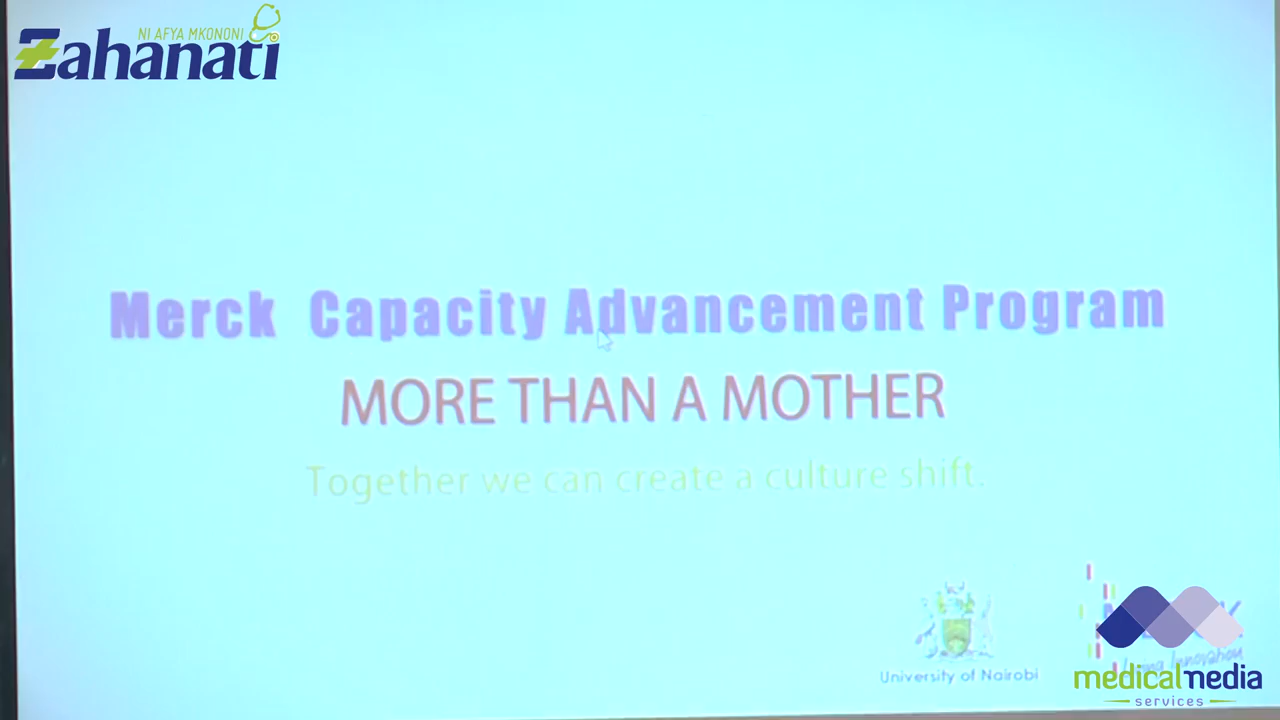 NI AFYA MKONONI
Zahanati
Merck Capacity Advancement Program
MORE THAN A MOTHER
Together we can create a culture shift.
University of Nairobi
medicalmedia
services